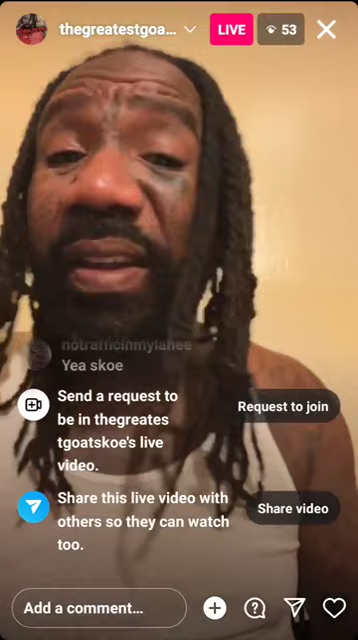 thegreatestgoa...
LIVE
53
notrafficinmylanee
Yea skoe
Send a request to
be in thegreates
tgoatskoe's live
video.
Request to join
Share this live video with
others so they can watch
too.
Share video
Add a comment...